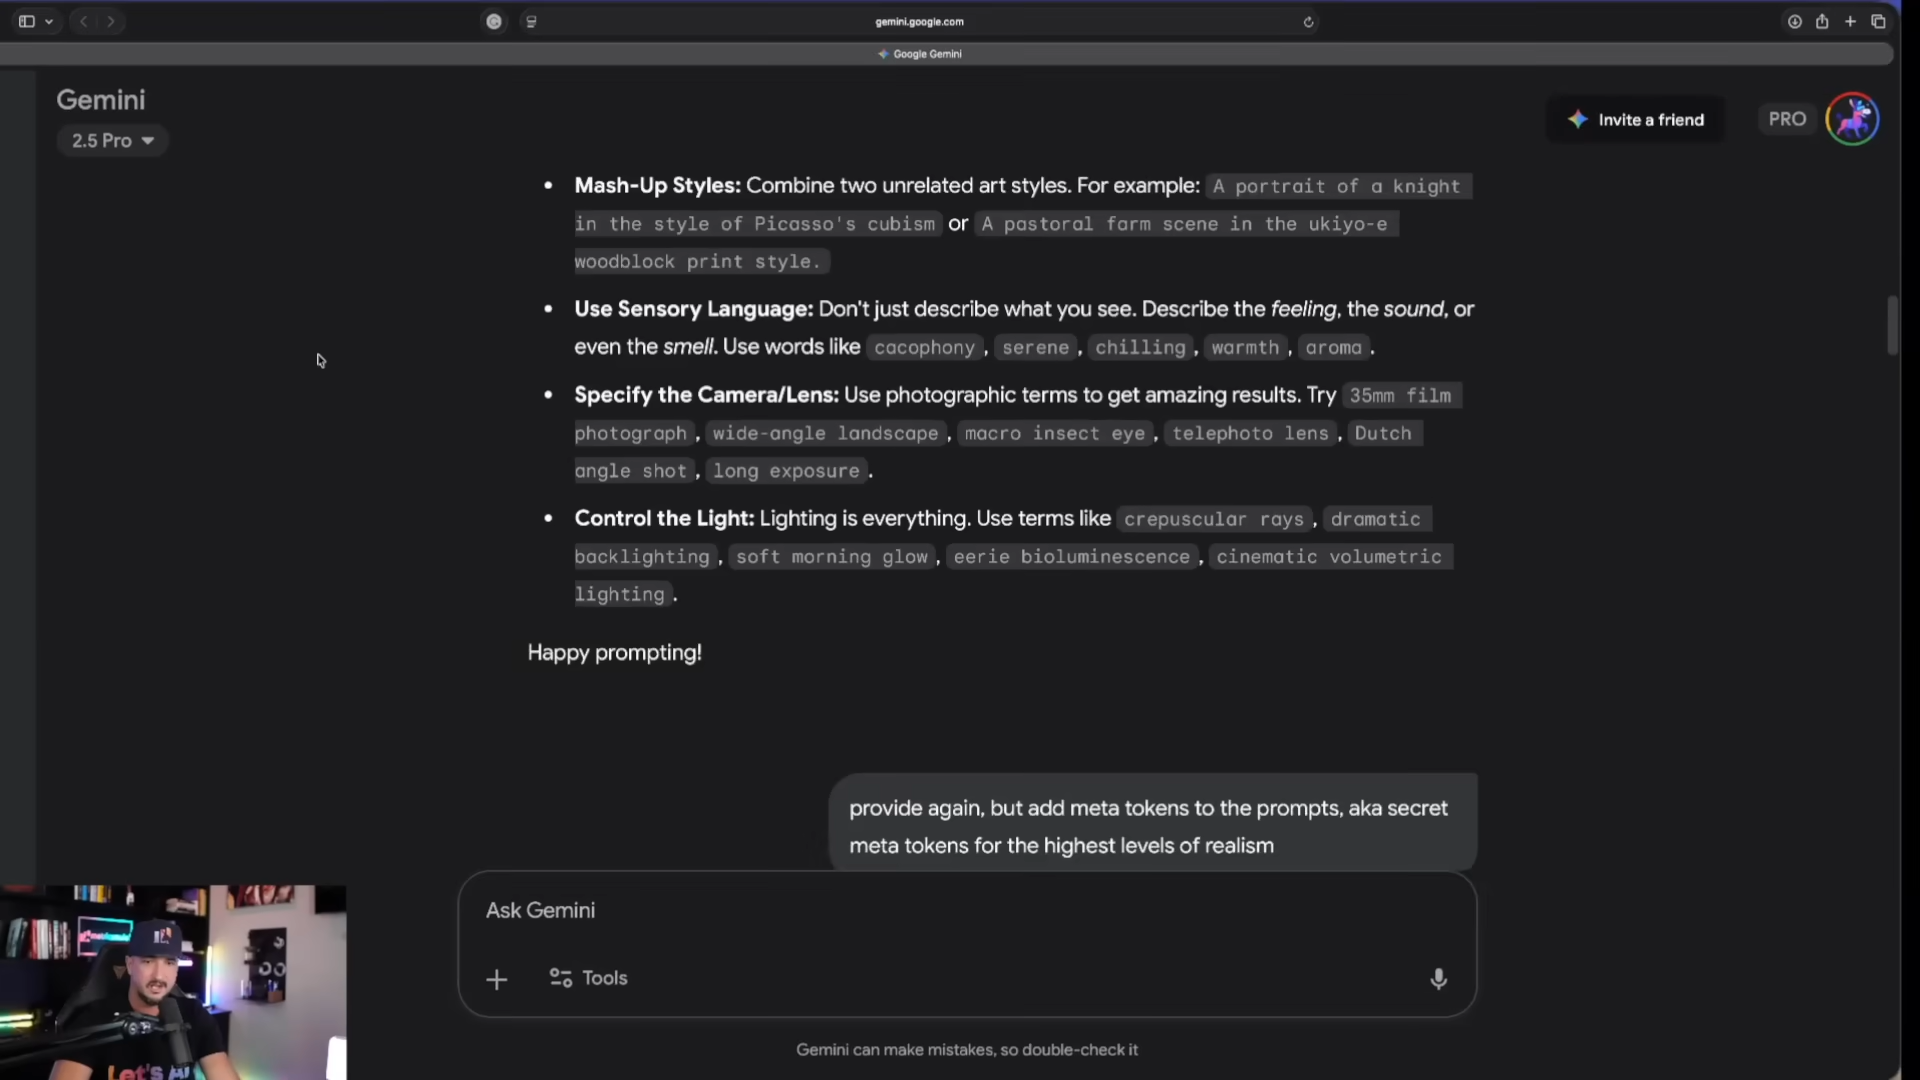 gemini.google.com
Google Gemini
Gemini
2.5 Pro
Invite a friend
PRO
Mash-Up Styles: Combine two unrelated art styles. For example: A portrait of a knight
in the style of Picasso's cubism or A pastoral farm scene in the ukiyo-e
woodblock print style.
Use Sensory Language: Don't just describe what you see. Describe the feeling, the sound, or
even the smell. Use words like cacophony, serene, chilling, warmth, aroma.
Specify the Camera/Lens: Use photographic terms to get amazing results. Try 35mm film
photograph, wide-angle landscape, macro insect eye, telephoto lens, Dutch
angle shot, long exposure.
Control the Light: Lighting is everything. Use terms like crepuscular rays, dramatic
backlighting, soft morning glow, eerie bioluminescence, cinematic volumetric
lighting.
Happy prompting!
provide again, but add meta tokens to the prompts, aka secret
meta tokens for the highest levels of realism
Ask Gemini
Tools
Gemini can make mistakes, so double-check it
Let's AI